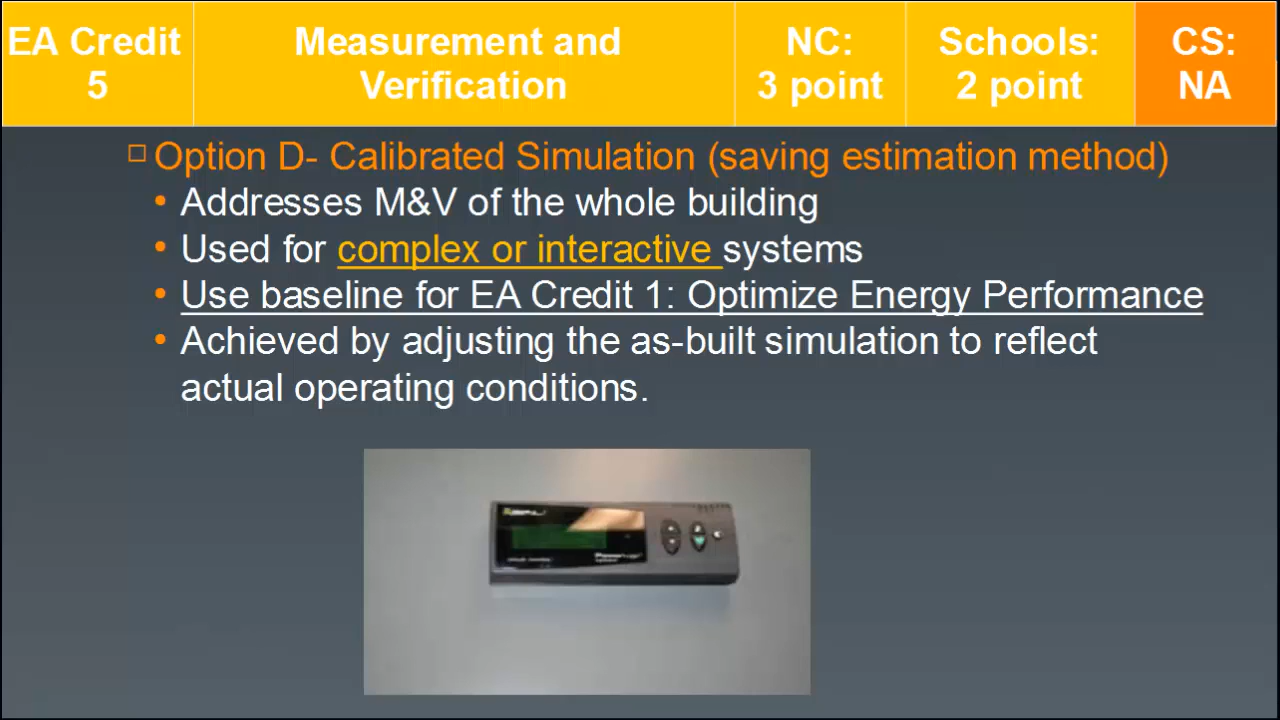 EA Credit
5
Measurement and
Verification
NC:
3 point
Schools:
2 point
CS:
NA
Option D- Calibrated Simulation (saving estimation method)
• Addresses M&V of the whole building
• Used for complex or interactive systems
• Use baseline for EA Credit 1: Optimize Energy Performance
• Achieved by adjusting the as-built simulation to reflect
actual operating conditions.